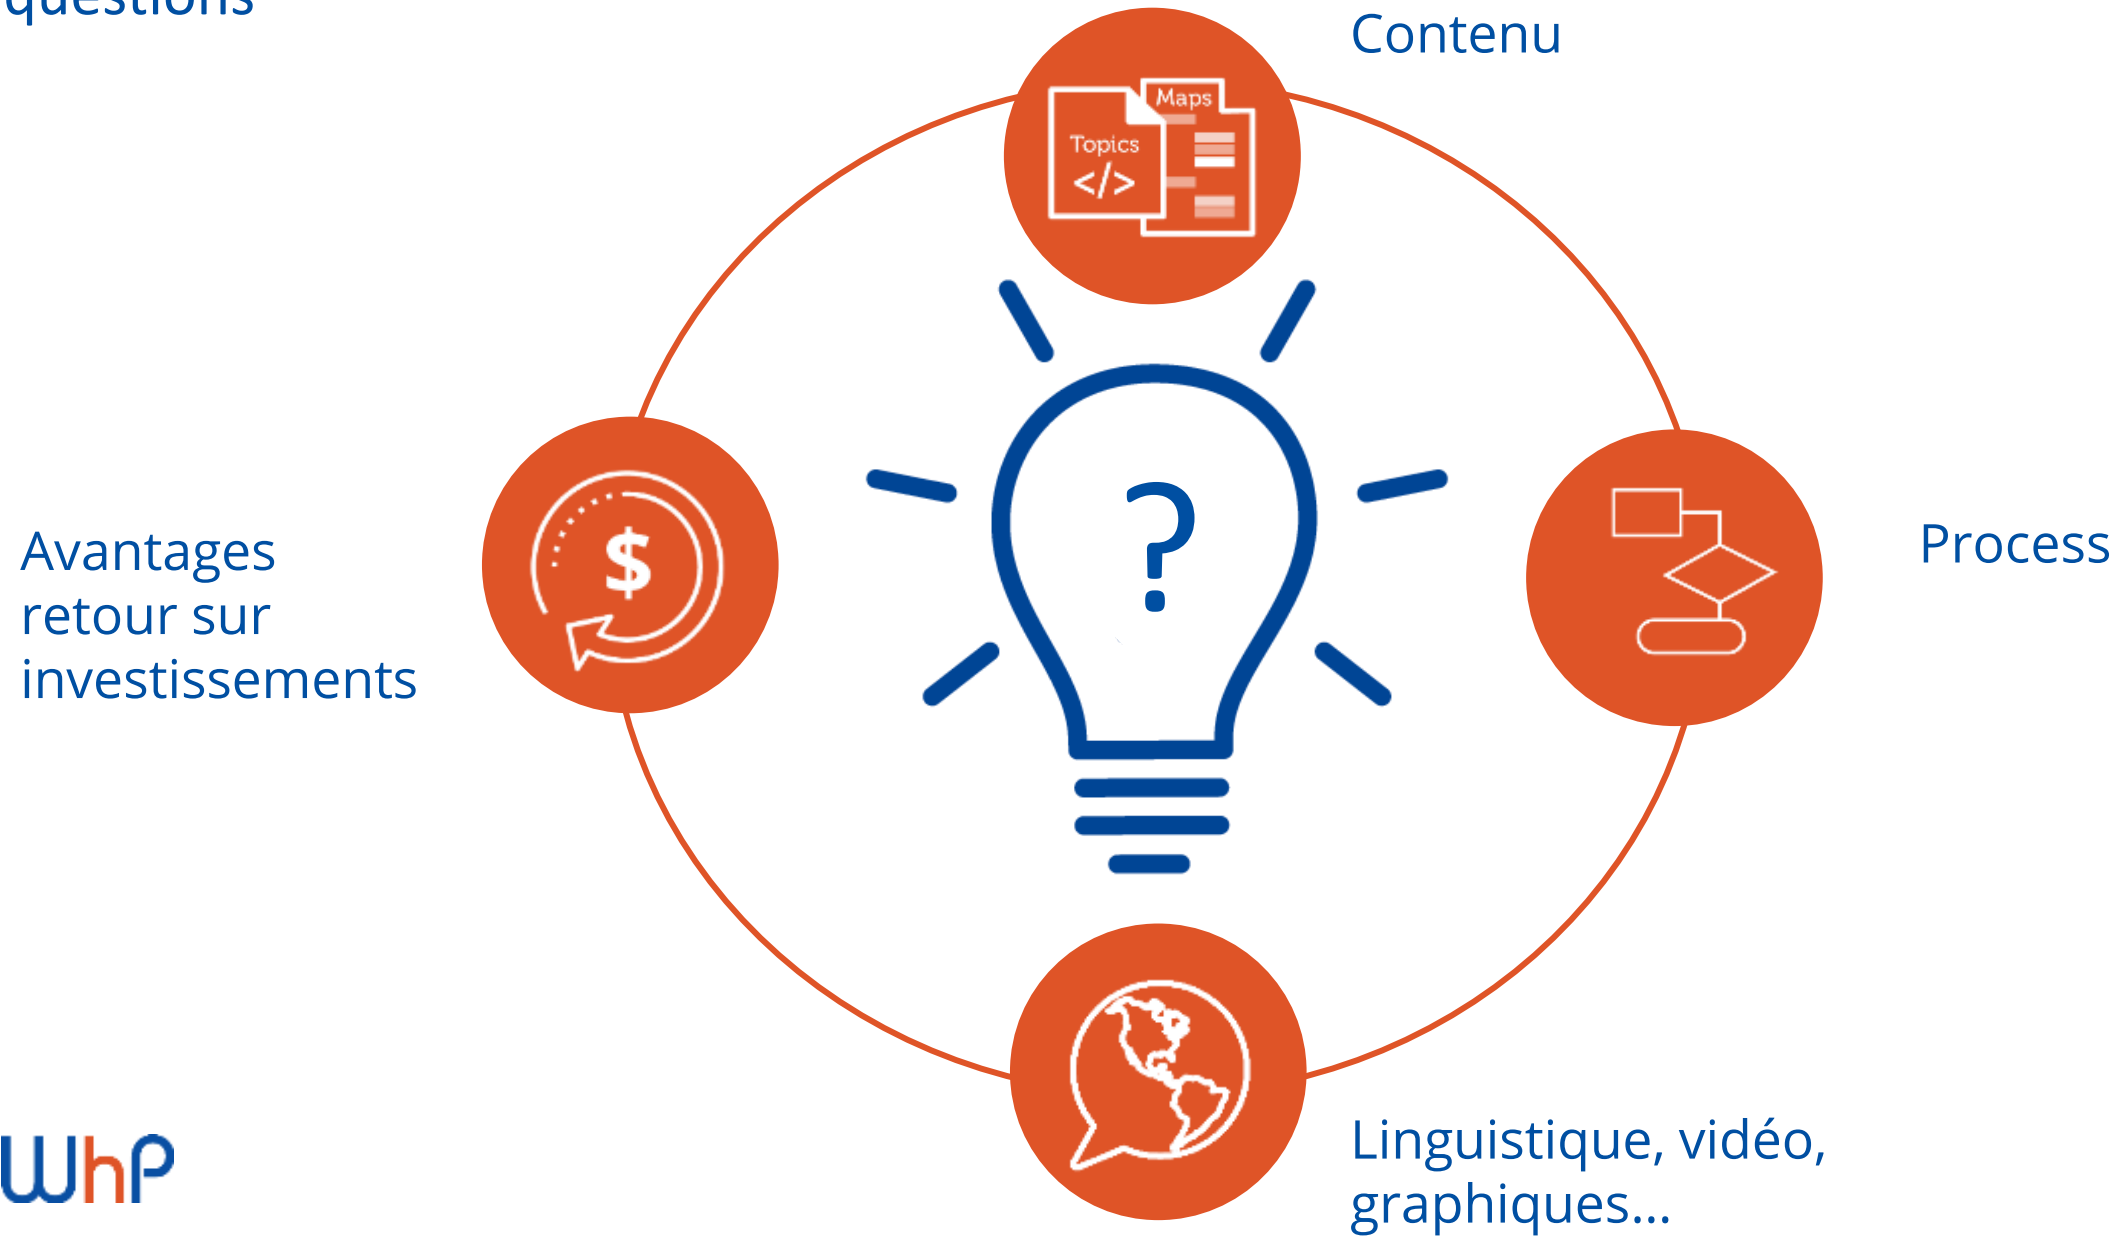 questions
Contenu
Maps
Topics
</>
$
?
Avantages
retour sur
investissements
Process
Linguistique, vidéo,
graphiques...
WhP